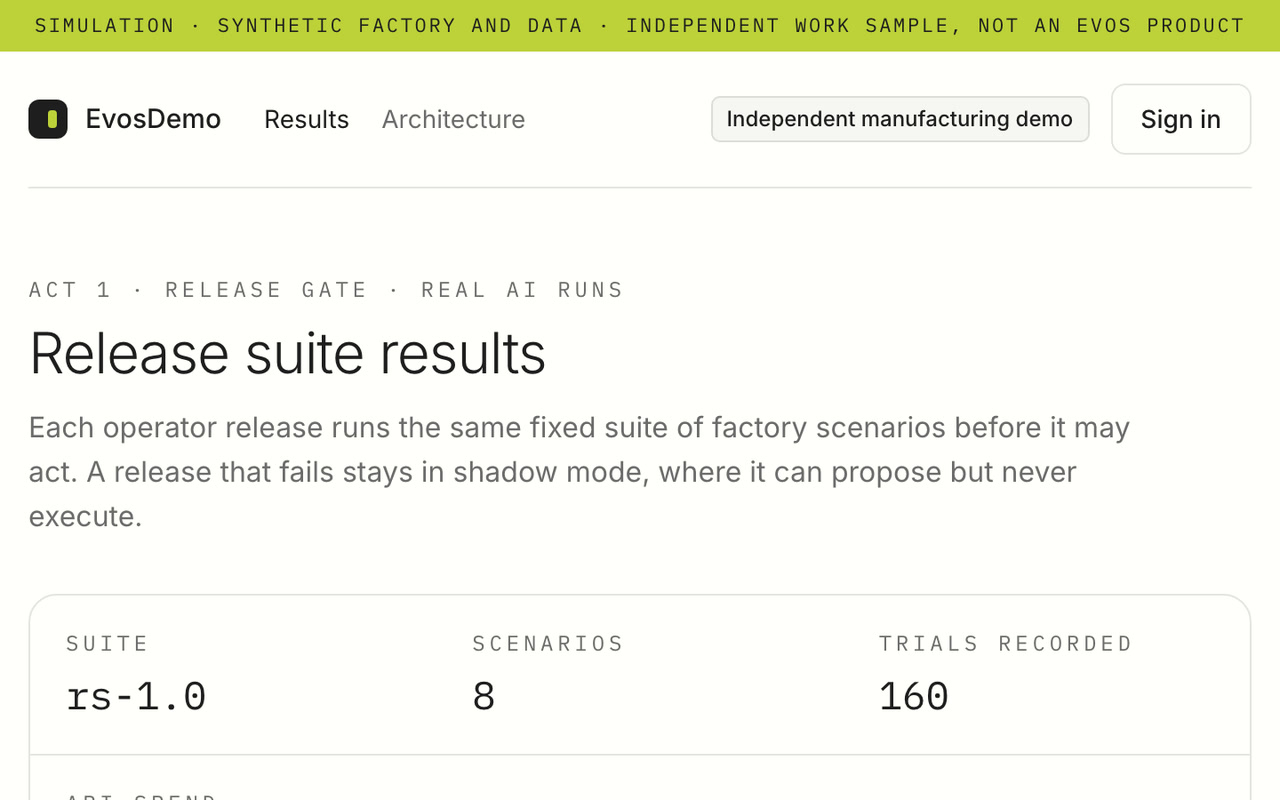 SIMULATION · SYNTHETIC FACTORY AND DATA · INDEPENDENT WORK SAMPLE, NOT AN EVOS PRODUCT
EvosDemo Results Architecture Independent manufacturing demo Sign in
ACT 1 · RELEASE GATE · REAL AI RUNS
Release suite results
Each operator release runs the same fixed suite of factory scenarios before it may
act. A release that fails stays in shadow mode, where it can propose but never
execute.
SUITE SCENARIOS TRIALS RECORDED
rs-1.0 8 160
API SPEND